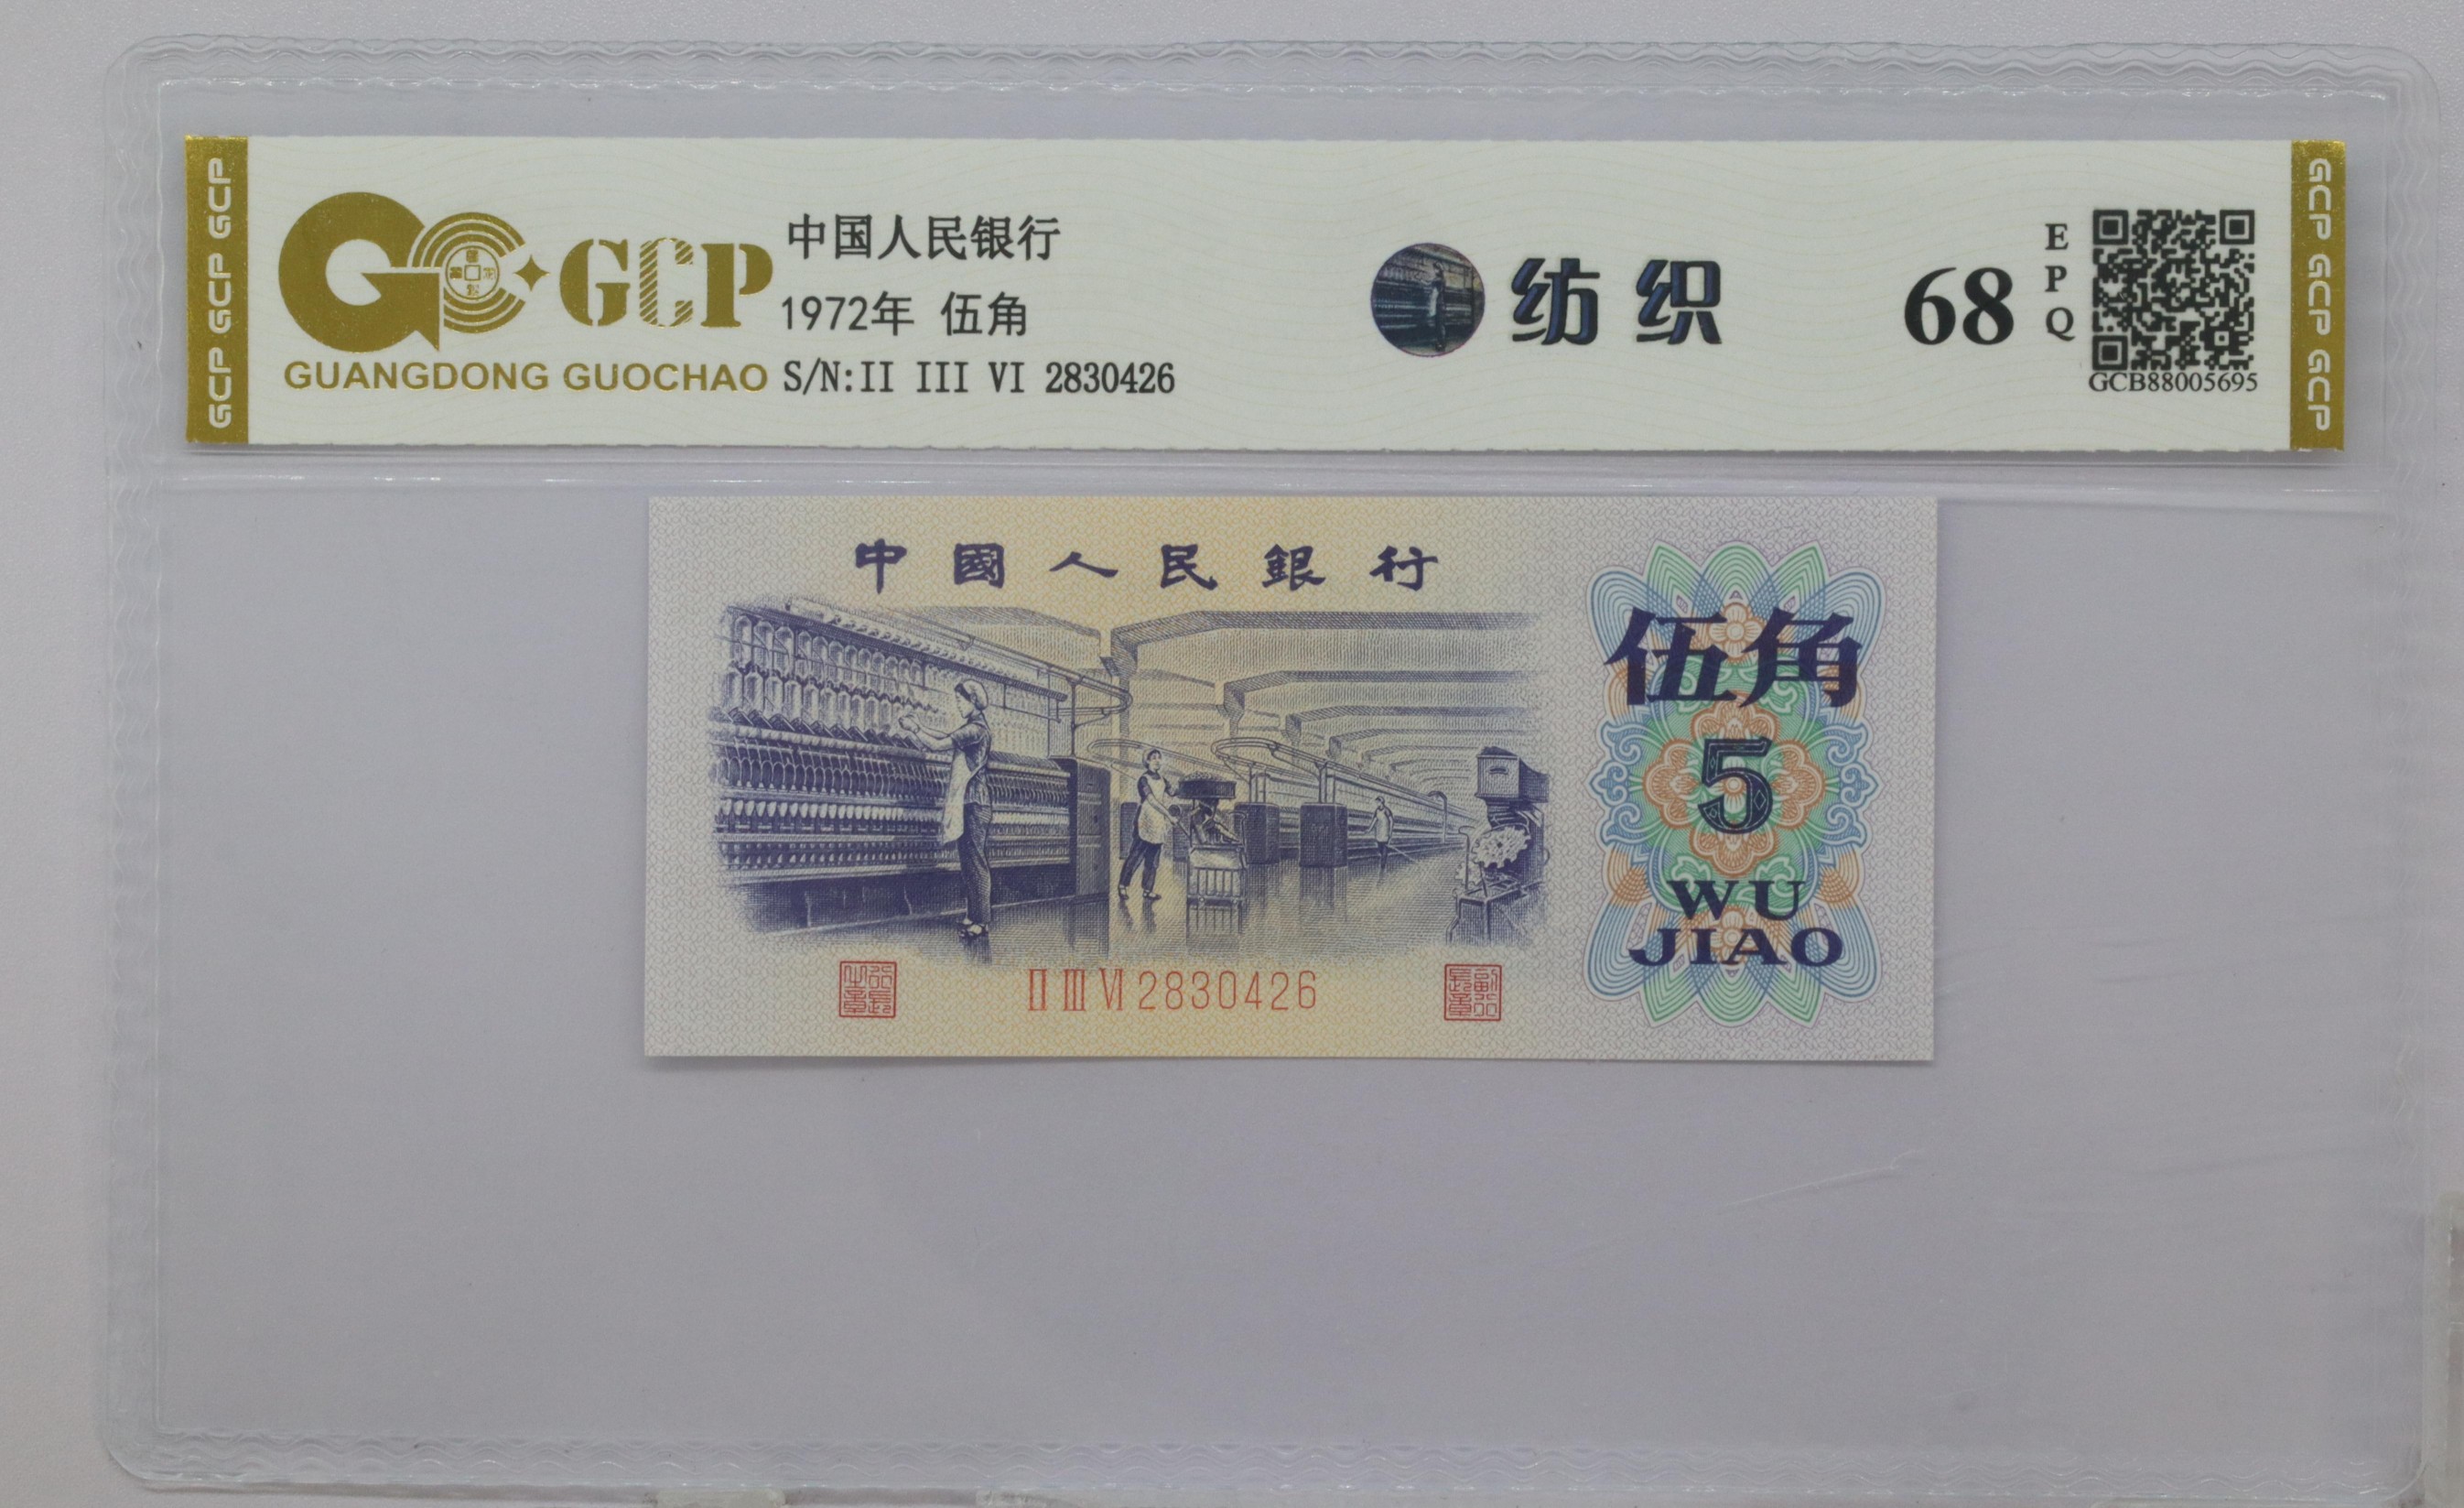 GCP GCP GCP
GCP
GUANGDONG GUOCHAO
中国人民银行
1972年 伍角
S/N:II III VI 2830426
纺织
68
EPQ
GCB88005695
GCP GCP GCP
中國人民銀行
伍角
5
WU
JIAO
II III VI 2830426